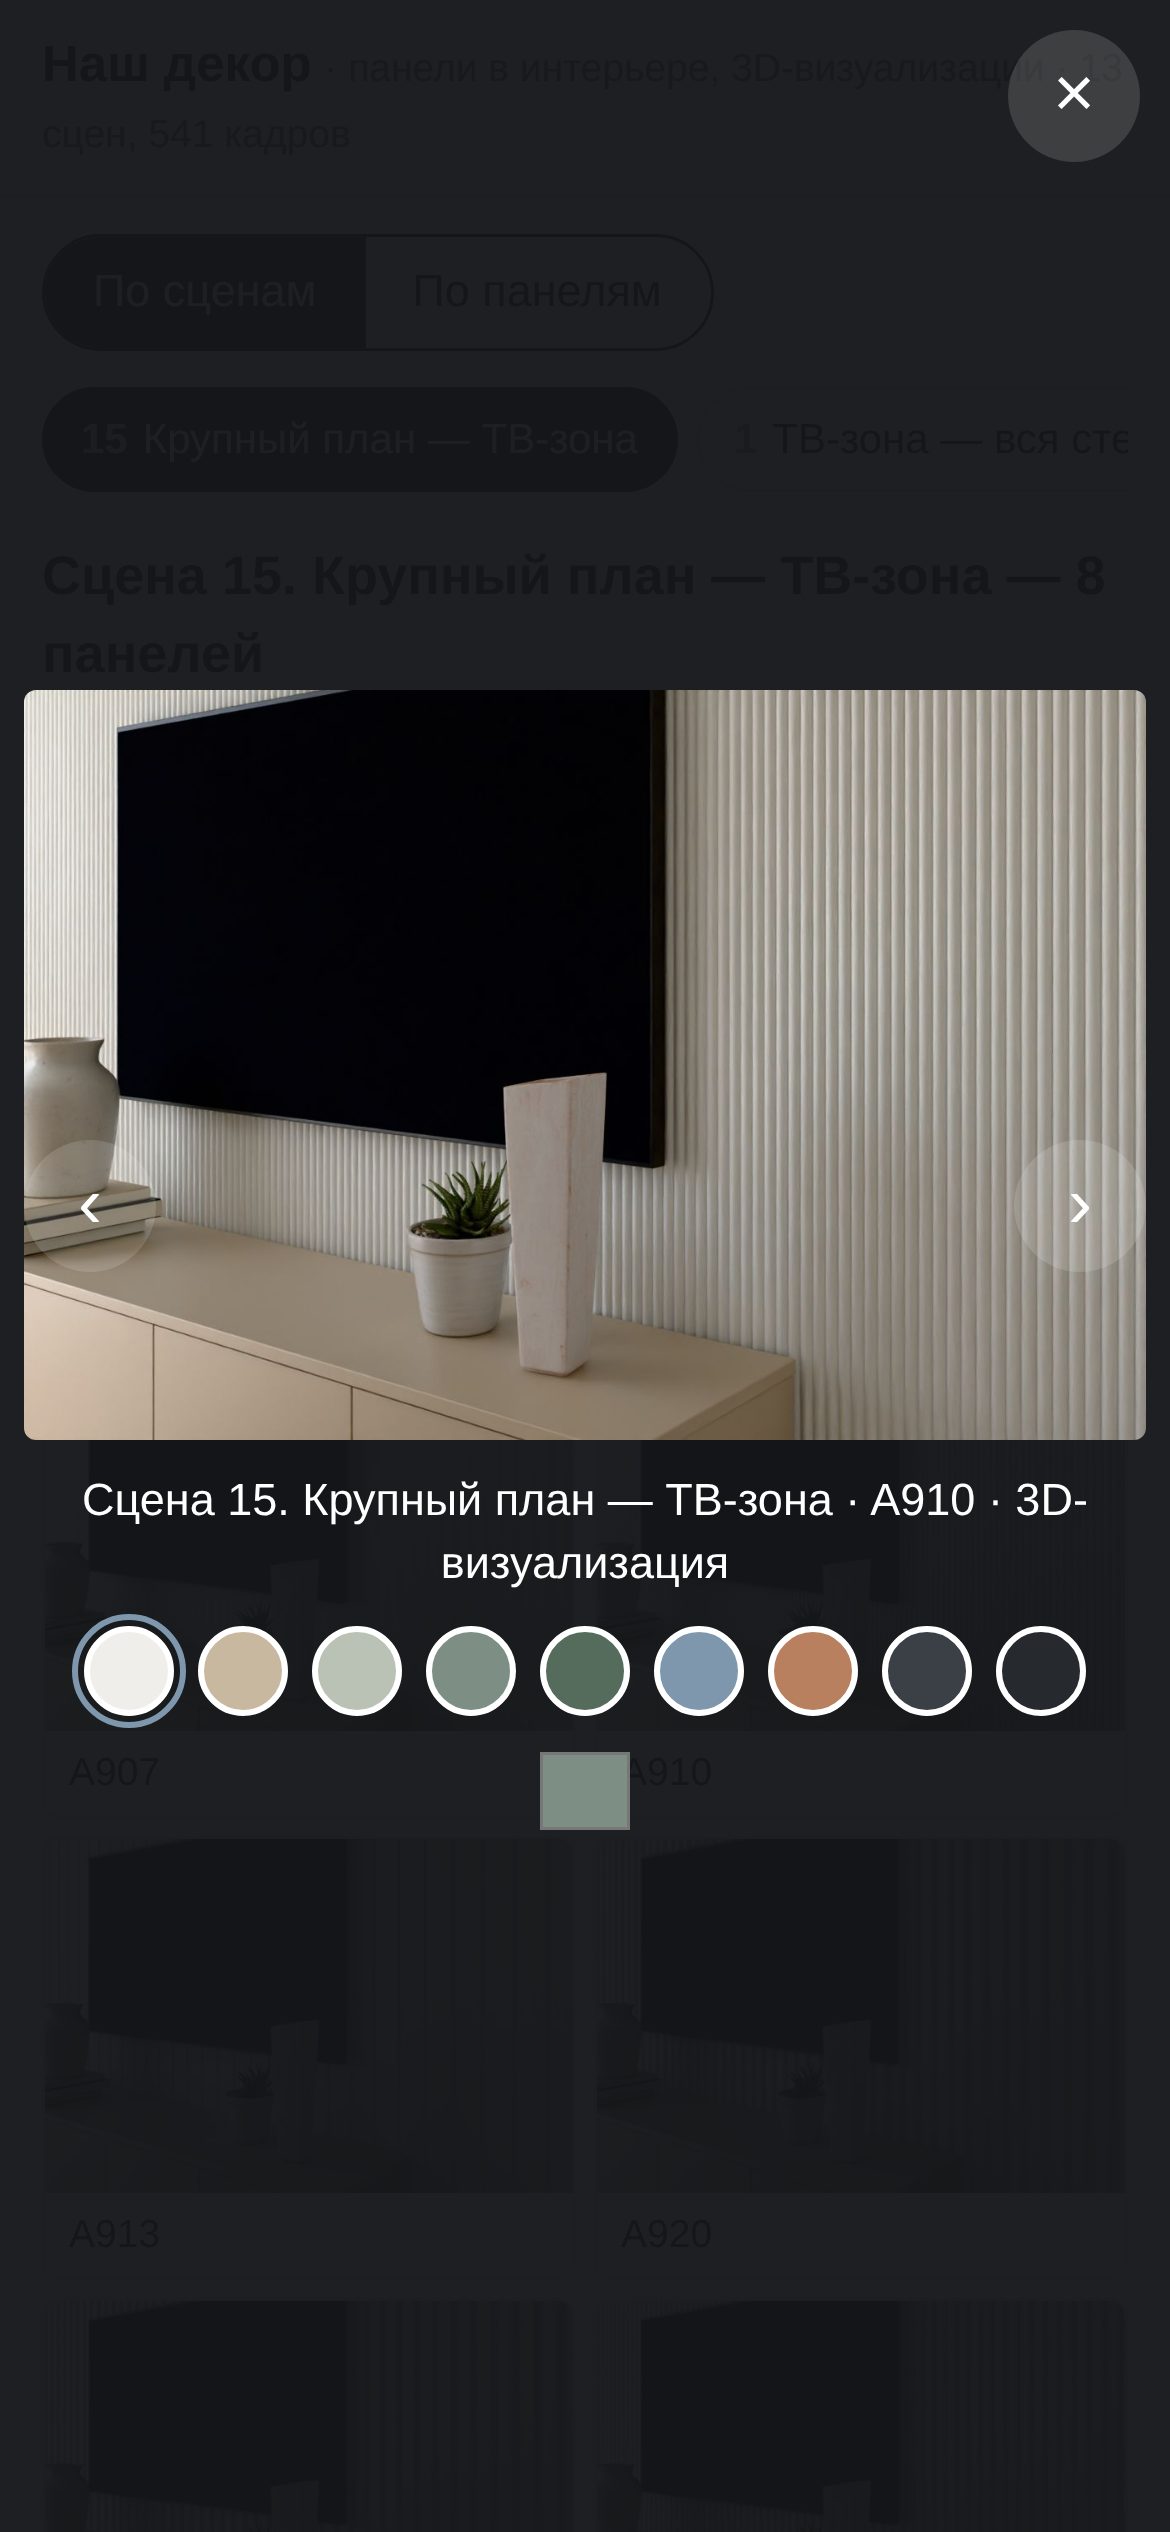 Наш декор · панели в интерьере, 3D-визуализации · 13
сцен, 541 кадров
×
По сценам По панелям
15 Крупный план — ТВ-зона 1 ТВ-зона — вся сте
Сцена 15. Крупный план — ТВ-зона — 8
панелей
‹ ›
Сцена 15. Крупный план — ТВ-зона · A910 · 3D-
визуализация
A907 A910
A913 A920